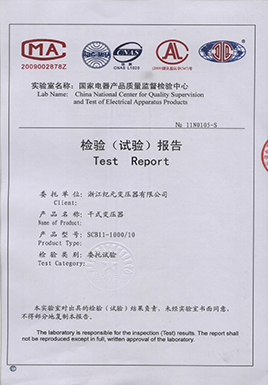 MA
2009002878Z
CNAS L1020
AL
实验室名称: 国家电器产品质量监督检验中心
Lab Name: China National Center for Quality Supervision
and Test of Electrical Apparatus Products
№ 11N0105-S
检验(试验)报告
Test Report
委托单位: 浙江纪元变压器有限公司
Client:
产品名称: 干式变压器
Product Name:
产品型号: SCB11-1000/10
Product Type:
检验类别: 委托试验
Test Category:
本实验室对出具的检验(试验)结果负责,未经实验室书面同意,
不得部分地复制本报告。
The laboratory is responsible for the inspection (Test) results. The report shall
not be reproduced except in full, written approval of the laboratory.